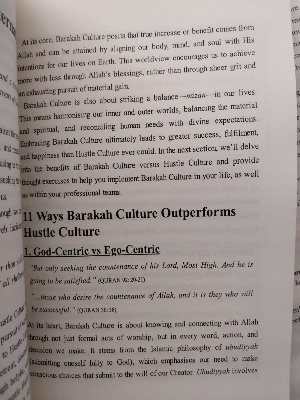 At its core, Barakah Culture posits that true increase or benefit comes from
Allah and can be attained by aligning our body, mind, and soul with His
intentions for our lives on Earth. This worldview encourages us to achieve
more with less through Allah's blessings, rather than through sheer grit and
an exhausting pursuit of material gain.
Barakah Culture is also about striking a balance –mizan– in our lives.
This means harmonising our inner and outer worlds, balancing the material
and spiritual, and reconciling human needs with divine expectations.
Embracing Barakah Culture ultimately leads to greater success, fulfilment,
and happiness than Hustle Culture ever could. In the next section, we'll delve
into the benefits of Barakah Culture versus Hustle Culture and provide
thought exercises to help you implement Barakah Culture in your life, as well
as within your professional teams.
11 Ways Barakah Culture Outperforms
Hustle Culture
1. God-Centric vs Ego-Centric
"But only seeking the countenance of his Lord, Most High. And he is
going to be satisfied." (QURAN 92:20-21)
"...those who desire the countenance of Allah, and it is they who will
be successful." (QURAN 30:38)
At its heart, Barakah Culture is about knowing and connecting with Allah
through not just formal acts of worship, but in every word, action, and
decision we make. It stems from the Islamic philosophy of ubudiyyah
(submitting oneself fully to God), which emphasises our need to make
conscious choices that submit to the will of our Creator. Ubudiyyah involves